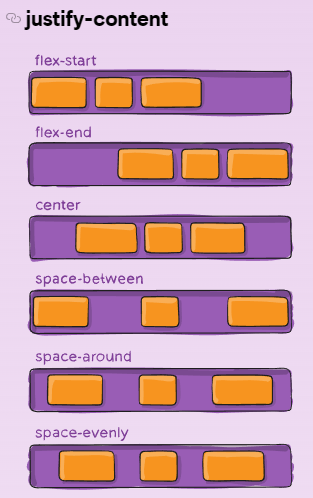 justify-content
flex-start
flex-end
center
space-between
space-around
space-evenly